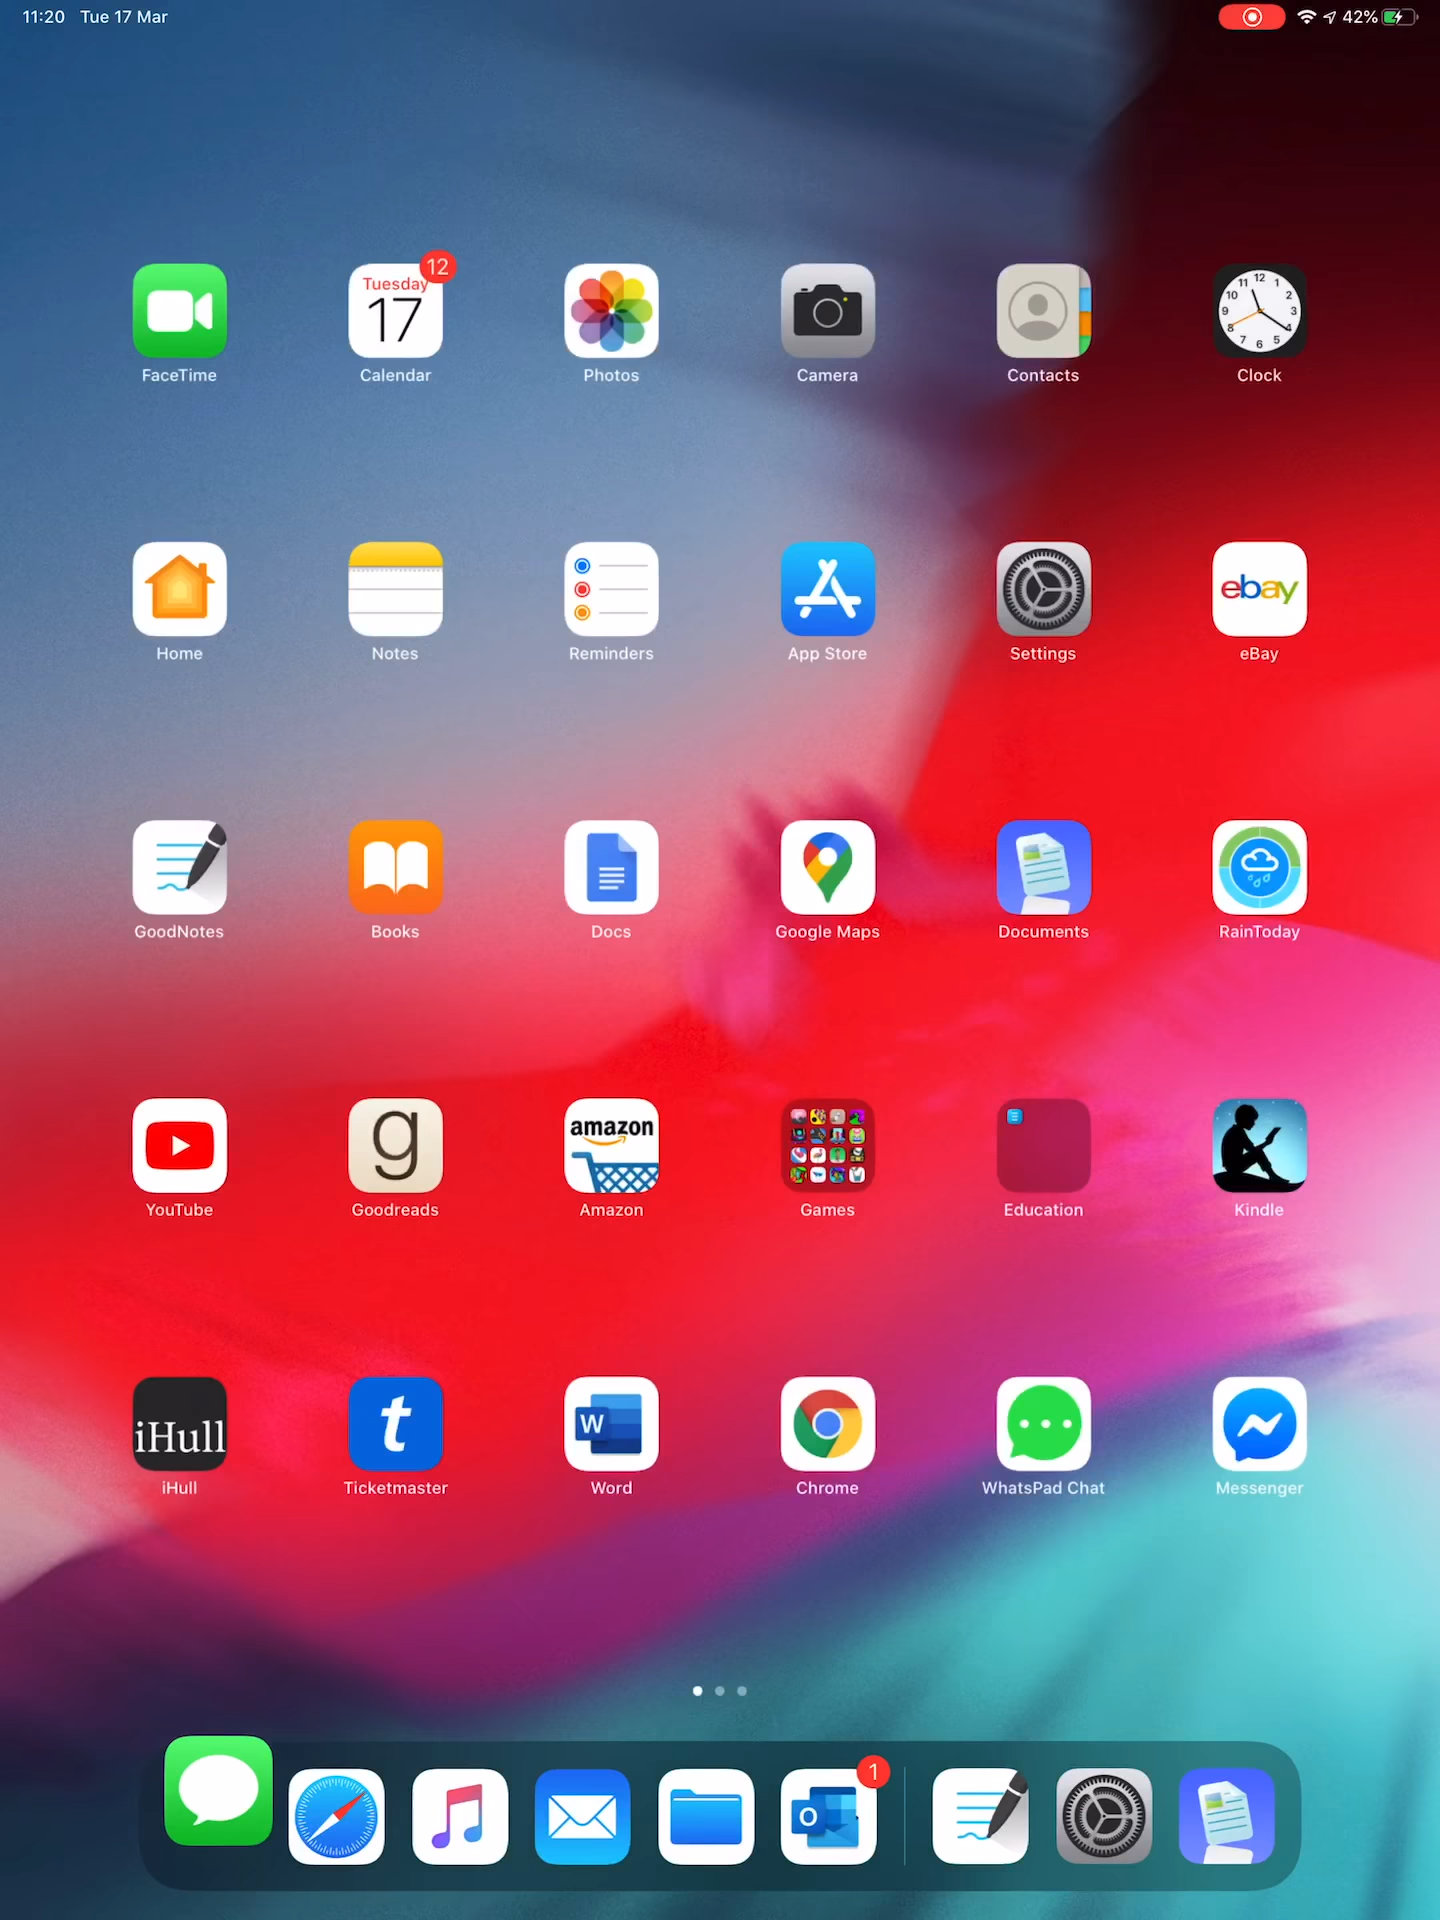 11:20 Tue 17 Mar 42%
12
Tuesday
17
FaceTime Calendar Photos Camera Contacts Clock
ebay
Home Notes Reminders App Store Settings eBay
GoodNotes Books Docs Google Maps Documents RainToday
g amazon
YouTube Goodreads Amazon Games Education Kindle
iHull t W
iHull Ticketmaster Word Chrome WhatsPad Chat Messenger
1
O